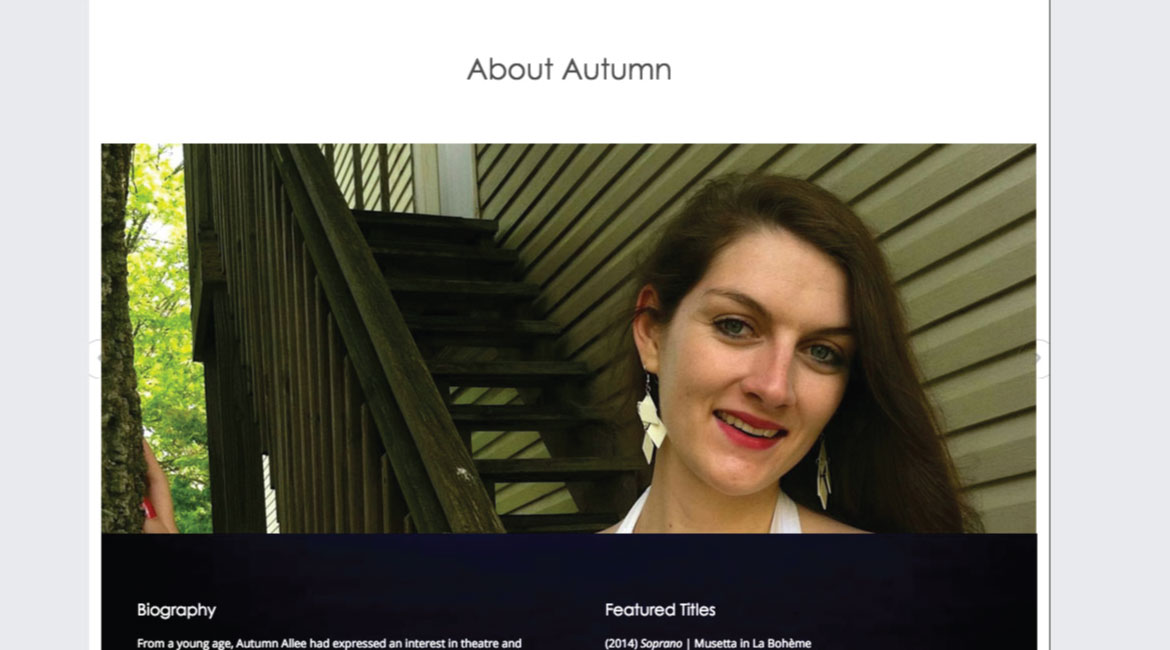 About Autumn
Biography
From a young age, Autumn Allee had expressed an interest in theatre and
Featured Titles
(2014) Soprano | Musetta in La Bohème